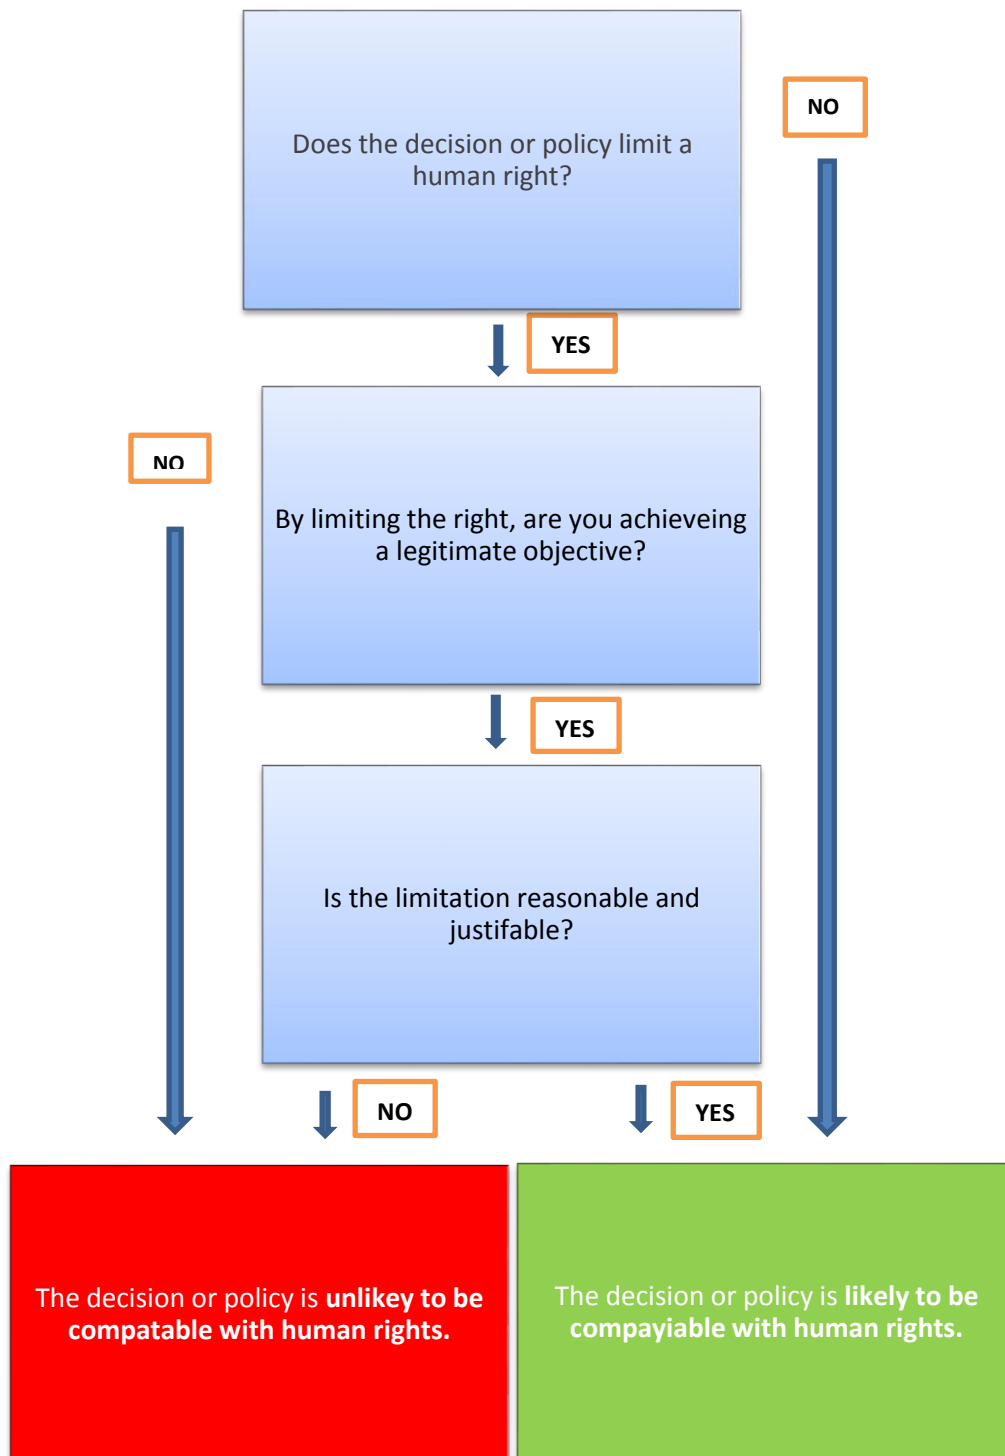 Does the decision or policy limit a
human right?
NO
YES
NO
By limiting the right, are you achieveing
a legitimate objective?
YES
Is the limitation reasonable and
justifable?
NO
YES
The decision or policy is unlikey to be
compatable with human rights.
The decision or policy is likely to be
compayiable with human rights.